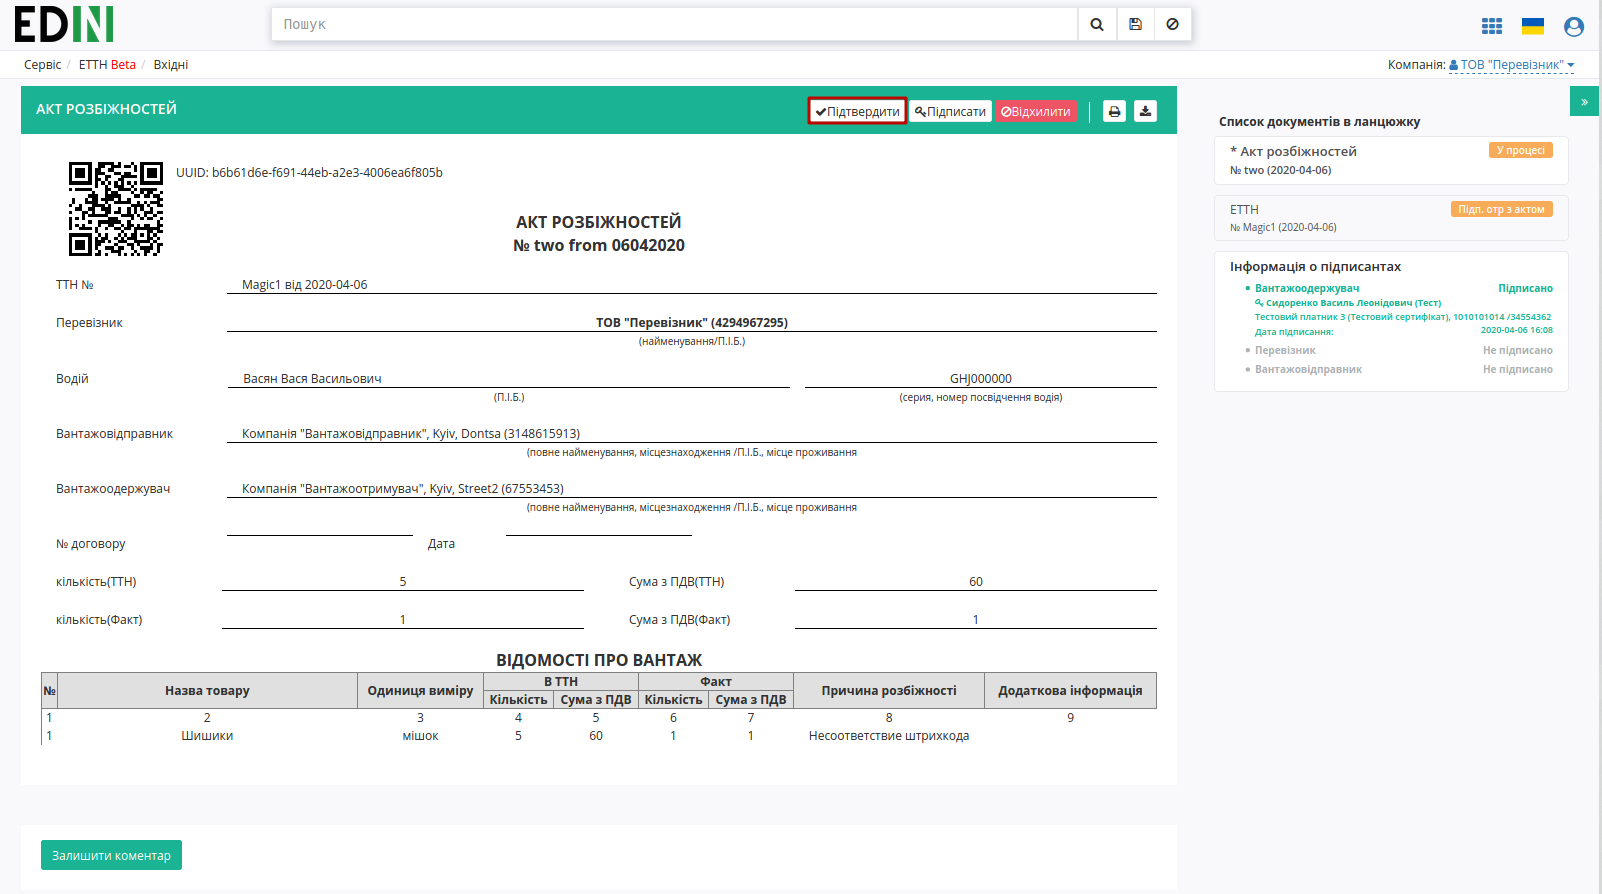 EDIN
Пошук
Сервіс / ЕТТН Beta / Вхідні
Компанія: ТОВ "Перевізник"
АКТ РОЗБІЖНОСТЕЙ
Підтвердити Підписати Відхилити
»
UUID: b6b61d6e-f691-44eb-a2e3-4006ea6f805b
АКТ РОЗБІЖНОСТЕЙ
№ two from 06042020
ТТН № Magic1 від 2020-04-06
Перевізник ТОВ "Перевізник" (4294967295)
(найменування/П.І.Б.)
Водій Васян Вася Васильович GHJ000000
(П.І.Б.) (серия, номер посвідчення водія)
Вантажовідправник Компанія "Вантажовідправник", Kyiv, Dontsa (3148615913)
(повне найменування, місцезнаходження /П.І.Б., місце проживання
Вантажоодержувач Компанія "Вантажоотримувач", Kyiv, Street2 (67553453)
(повне найменування, місцезнаходження /П.І.Б., місце проживання
№ договору Дата
кількість(ТТН) 5 Сума з ПДВ(ТТН) 60
кількість(Факт) 1 Сума з ПДВ(Факт) 1
ВІДОМОСТІ ПРО ВАНТАЖ
№ Назва товару Одиниця виміру В ТТН Факт Причина розбіжності Додаткова інформація
Кількість Сума з ПДВ Кількість Сума з ПДВ
1 2 3 4 5 6 7 8 9
1 Шишики мішок 5 60 1 1 Несоответствие штрихкода
Залишити коментар
Список документів в ланцюжку
* Акт розбіжностей У процесі
№ two (2020-04-06)
ЕТТН Підп. отр з актом
№ Magic1 (2020-04-06)
Інформація о підписантах
Вантажоодержувач Підписано
Сидоренко Василь Леонідович (Тест)
Тестовий платник 3 (Тестовий сертифікат), 1010101014 /34554362
Дата підписання: 2020-04-06 16:08
Перевізник Не підписано
Вантажовідправник Не підписано